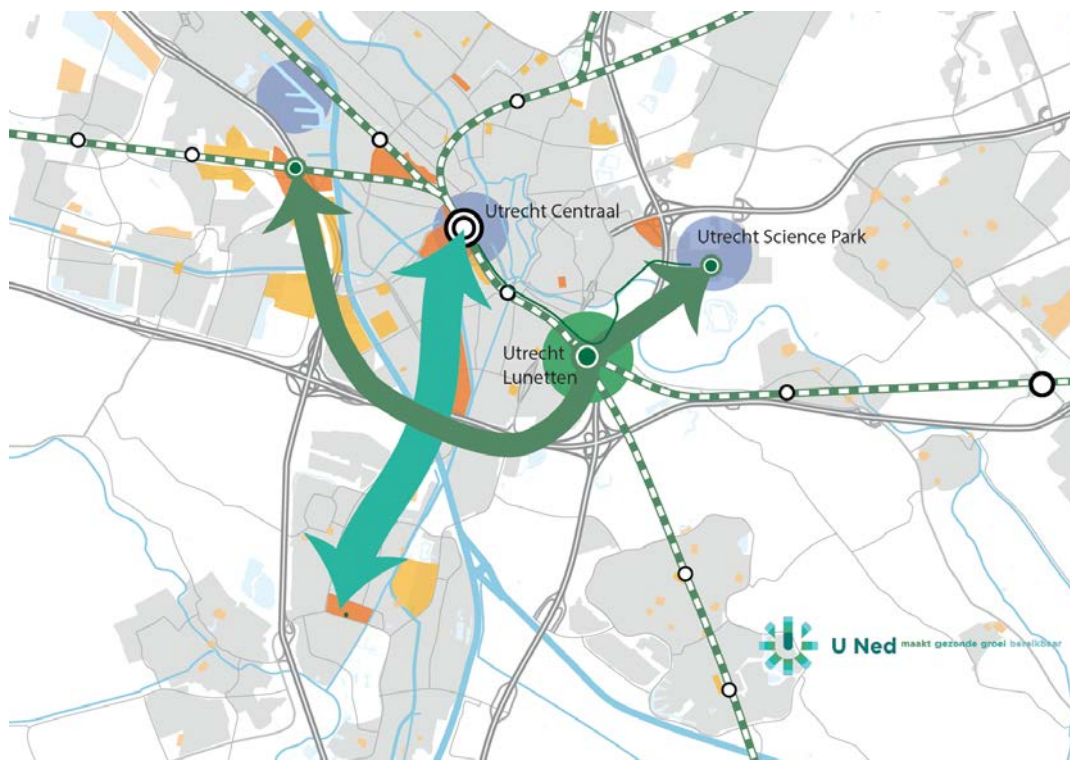 Utrecht Centraal
Utrecht Science Park
Utrecht
Lunetten
U Ned maakt gezonde groei bereikbaar